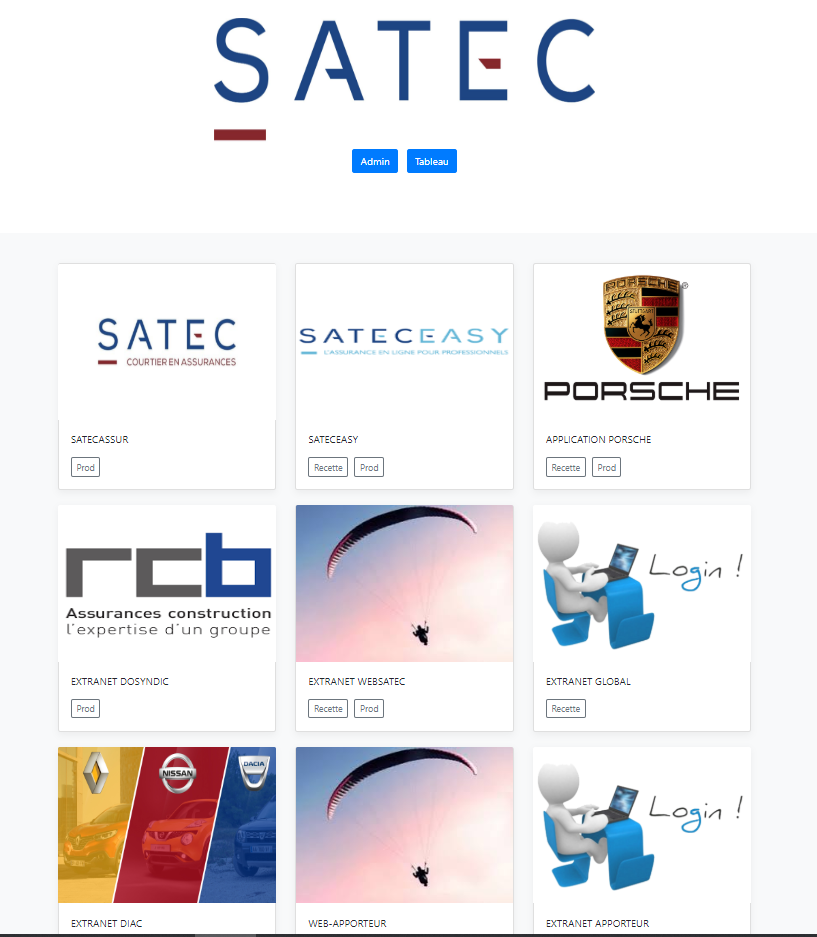 SATEC
Admin Tableau
SATEC
COURTIER EN ASSURANCES
SATECEASY
L'ASSURANCE EN LIGNE POUR PROFESSIONNELS
PORSCHE
®
STUTTGART
PORSCHE
SATECASSUR
Prod
SATECEASY
Recette Prod
APPLICATION PORSCHE
Recette Prod
rcb
Assurances construction
l'expertise d'un groupe
Login !
EXTRANET DOSYNDIC
Prod
EXTRANET WEBSATEC
Recette Prod
EXTRANET GLOBAL
Recette
NISSAN
DACIA
Login !
EXTRANET DIAC
WEB-APPORTEUR
EXTRANET APPORTEUR